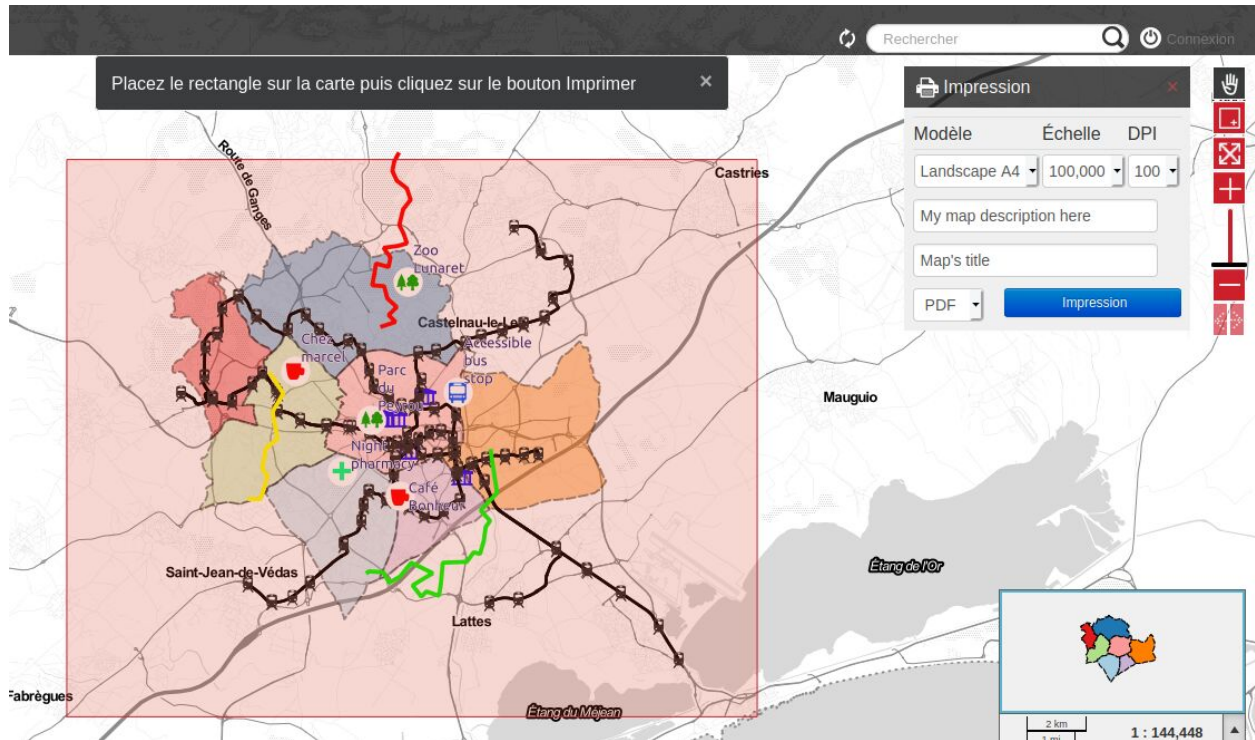 Rechercher
Connexion
Placez le rectangle sur la carte puis cliquez sur le bouton Imprimer ×
Impression ×
Modèle Échelle DPI
Landscape A4 100,000 100
My map description here
Map's title
PDF Impression
Route de Ganges
Castries
Zoo
Lunaret
Castelnau-le-Lez
Chez
marcel
Accessible
bus
stop
Parc
du
Peyrou
Mauguio
Night
pharmacy
Café
Bonheur
Saint-Jean-de-Védas
Étang de l'Or
Lattes
Fabrègues
Étang du Méjean
2 km
1 mi
1 : 144,448